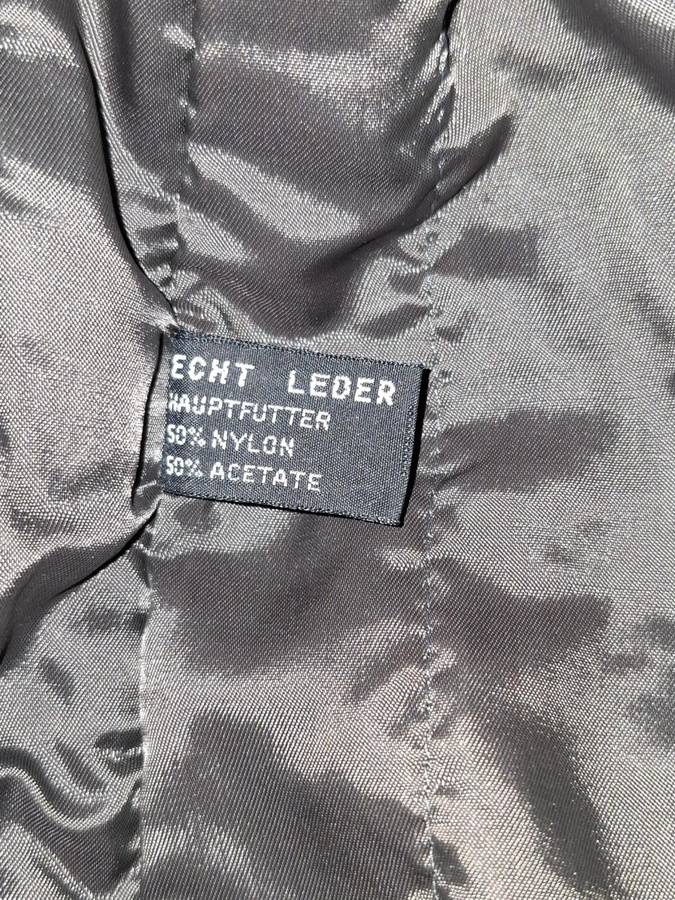 ECHT LEDER
HAUPTFUTTER
50% NYLON
50% ACETATE